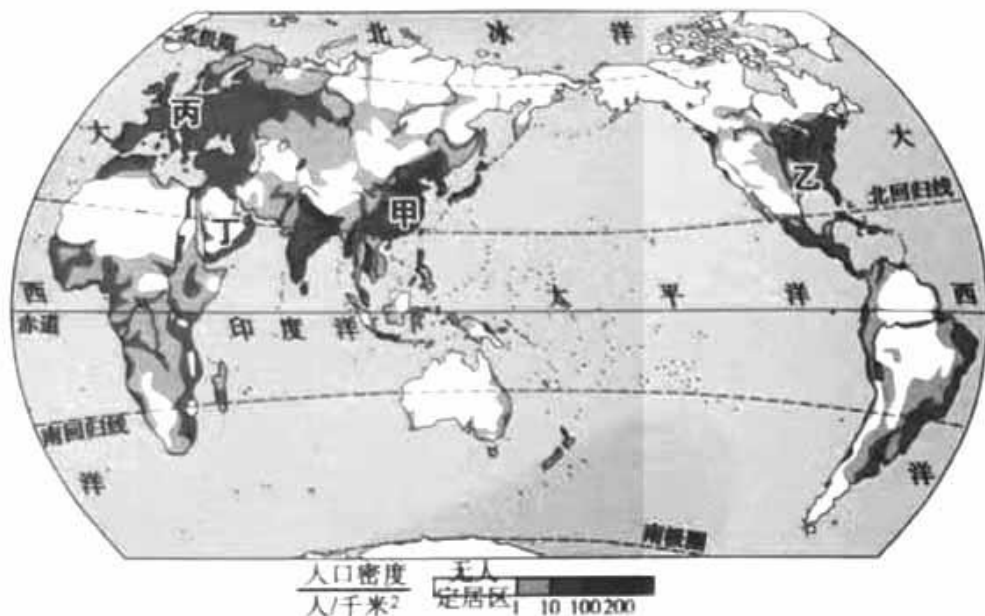 北 冰 洋
北极圈
丙
大
大
乙
北回归线
甲
丁
西
太 平 洋
西
赤道
印 度 洋
南回归线
洋
洋
南极圈
人口密度
人/千米²
无人
定居区
1 10 100 200